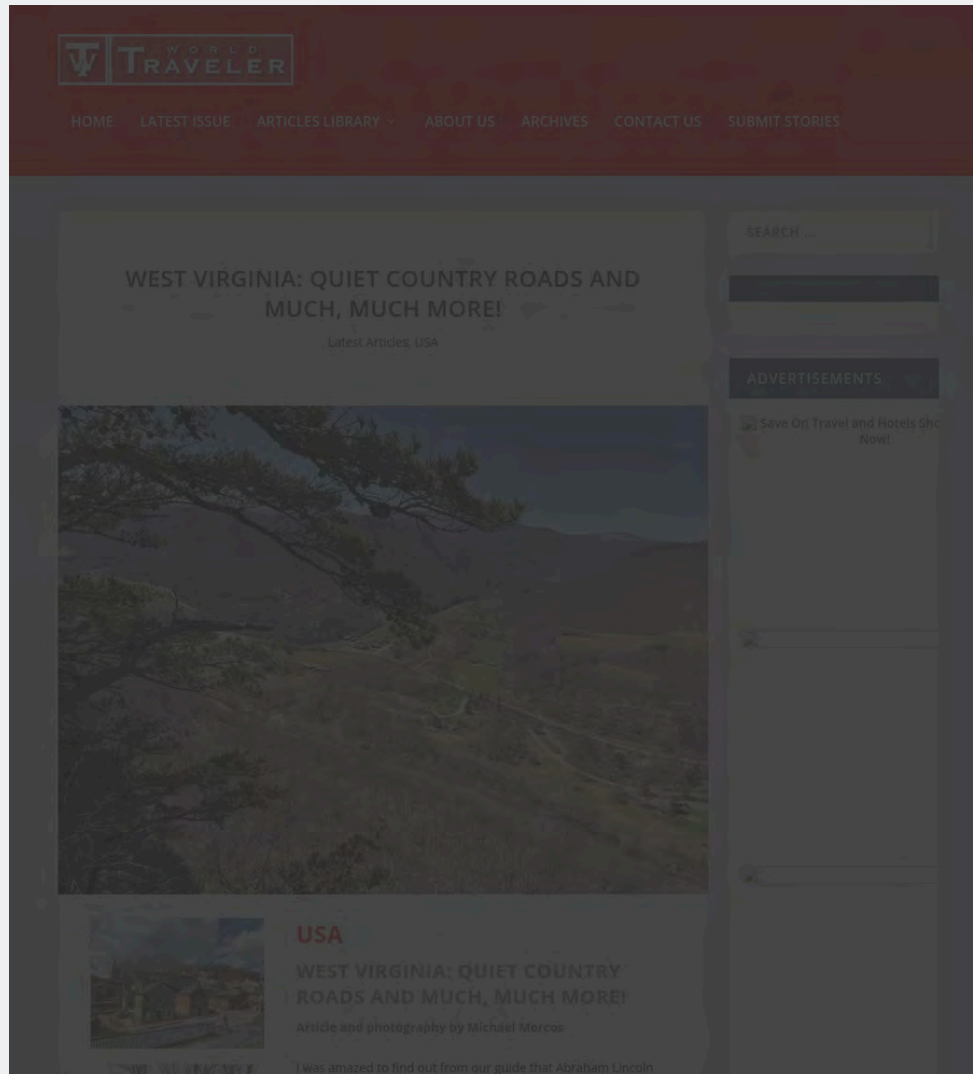 TW WORLD TRAVELER
HOME LATEST ISSUE ARTICLES LIBRARY ABOUT US ARCHIVES CONTACT US SUBMIT STORIES
WEST VIRGINIA: QUIET COUNTRY ROADS AND
MUCH, MUCH MORE!
Latest Articles, USA
SEARCH ...
ADVERTISEMENTS
Save On Travel and Hotels Sho
Now!
USA
WEST VIRGINIA: QUIET COUNTRY
ROADS AND MUCH, MUCH MORE!
Article and photography by Michael Mercos
I was amazed to find out from our guide that Abraham Lincoln